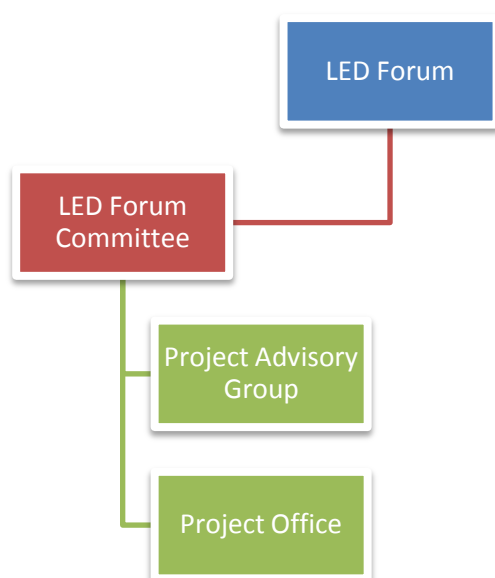 LED Forum
LED Forum
Committee
Project Advisory
Group
Project Office